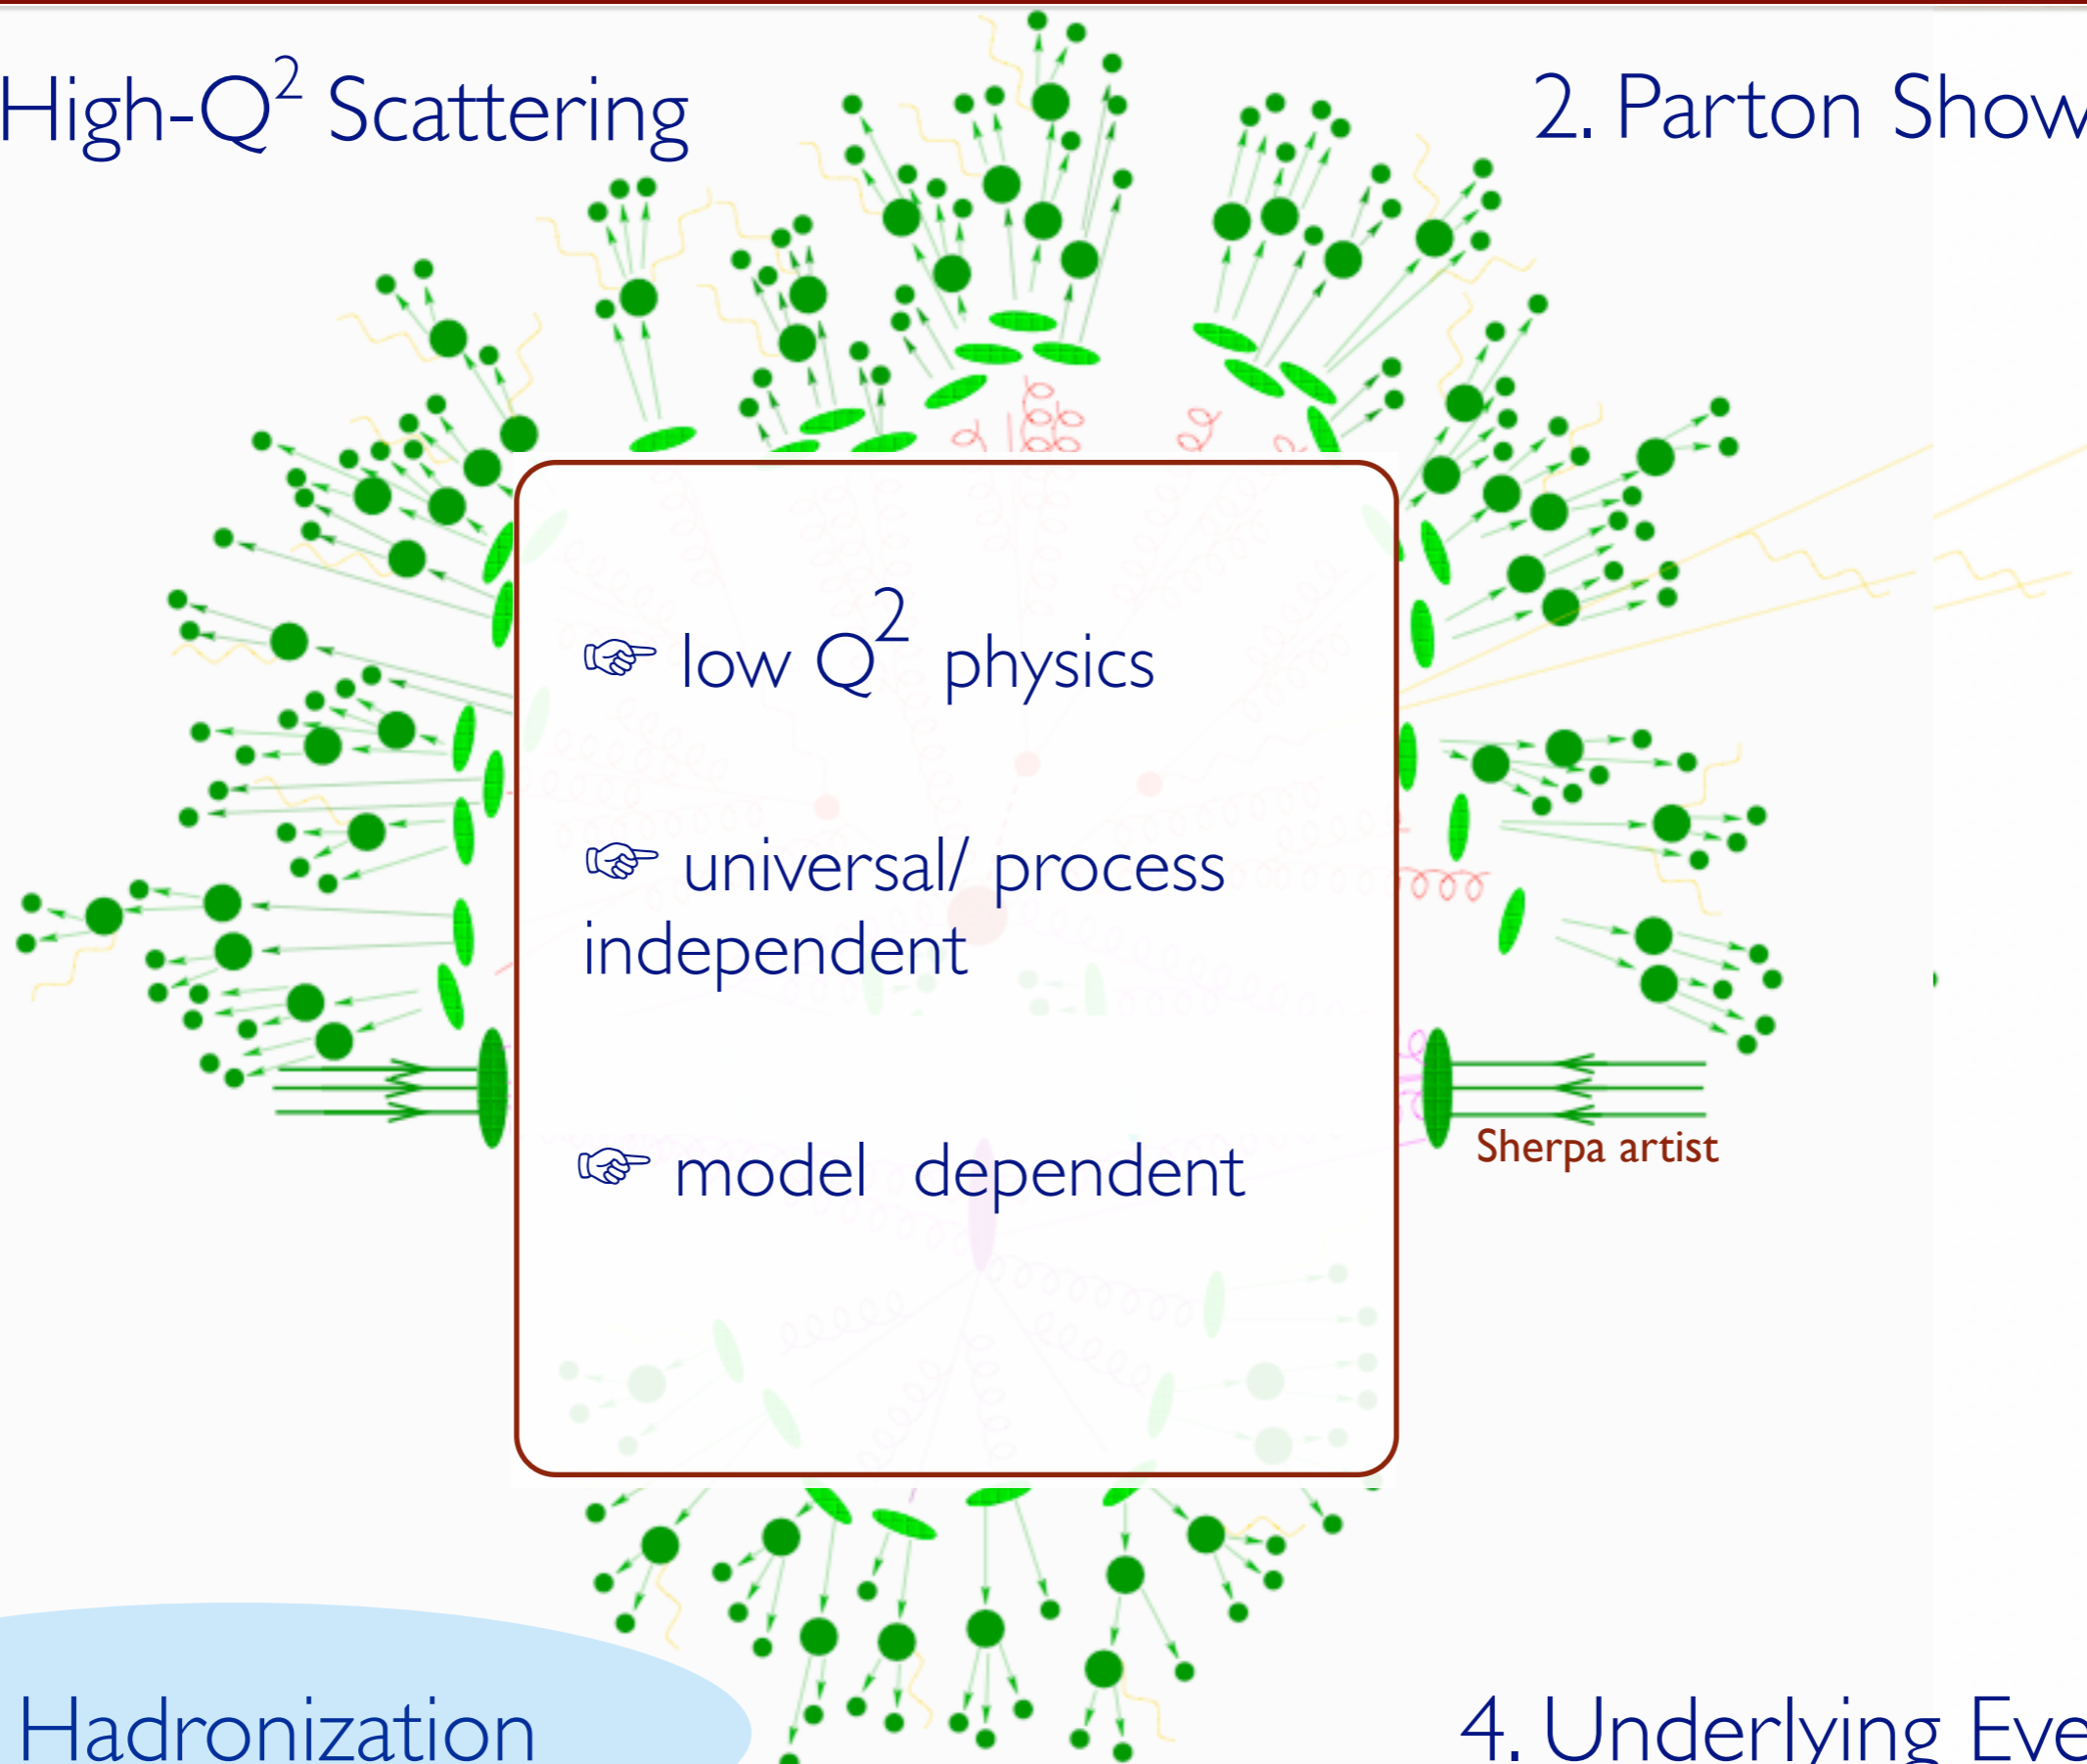 High-Q² Scattering
2. Parton Show
☞ low Q² physics
☞ universal/ process
independent
☞ model dependent
Sherpa artist
Hadronization
4. Underlying Eve